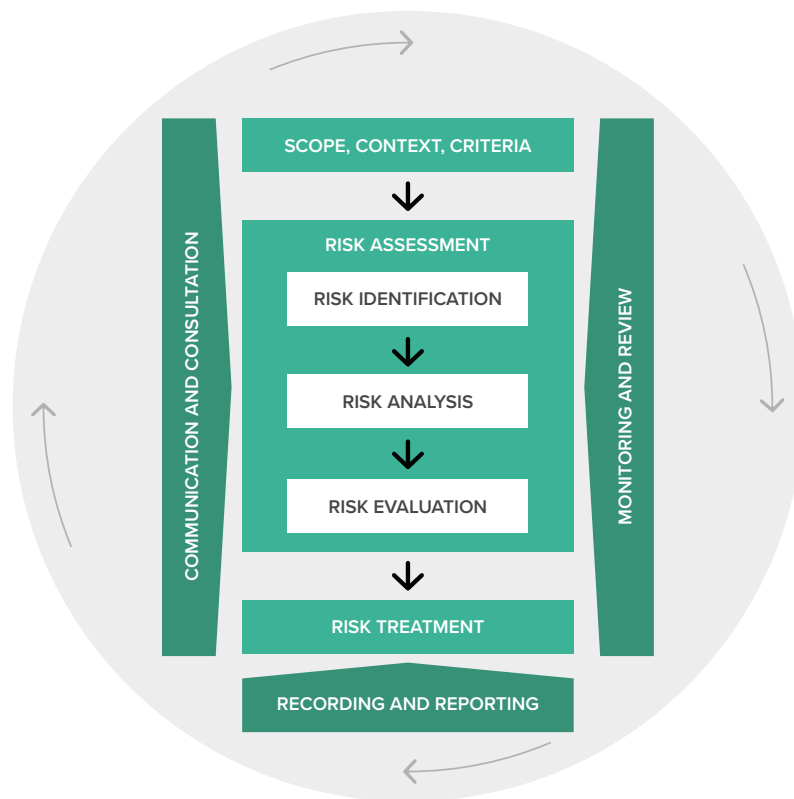 SCOPE, CONTEXT, CRITERIA
COMMUNICATION AND CONSULTATION
RISK ASSESSMENT
RISK IDENTIFICATION
RISK ANALYSIS
RISK EVALUATION
MONITORING AND REVIEW
RISK TREATMENT
RECORDING AND REPORTING